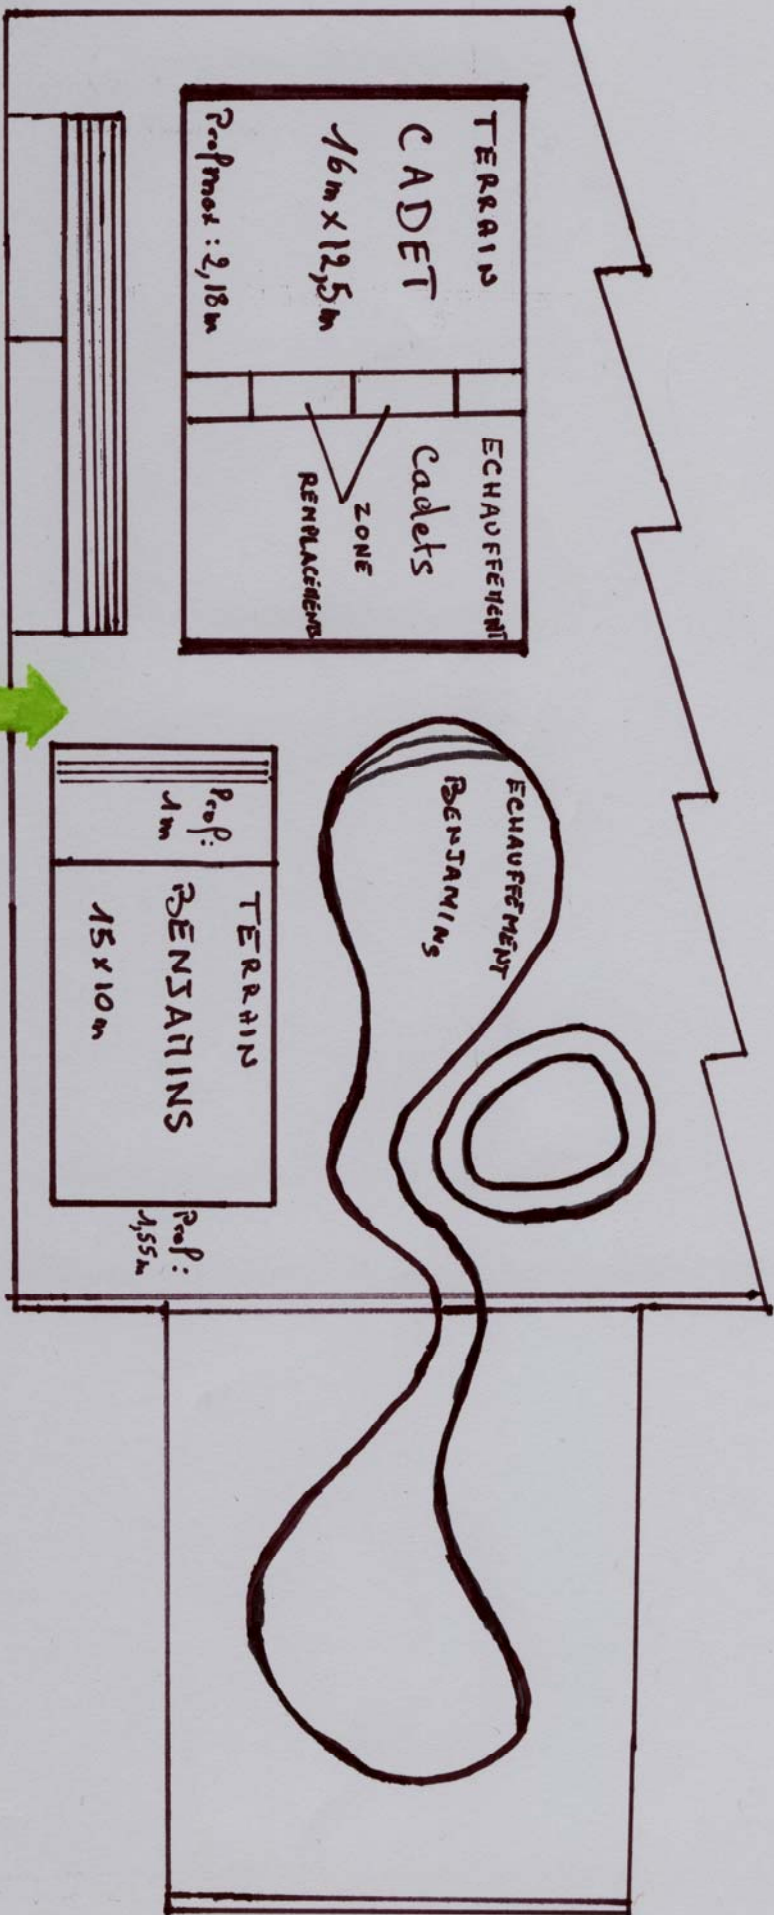 TERRAIN
CADET
16m x 12,5m
Prof max : 2,18m
ECHAUFFEMENT
Cadets
ZONE
REMPLACEMENTS
ECHAUFFEMENT
BENJAMINS
Prof :
1m
TERRAIN
BENJAMINS
15 x 10m
Prof :
1,55m